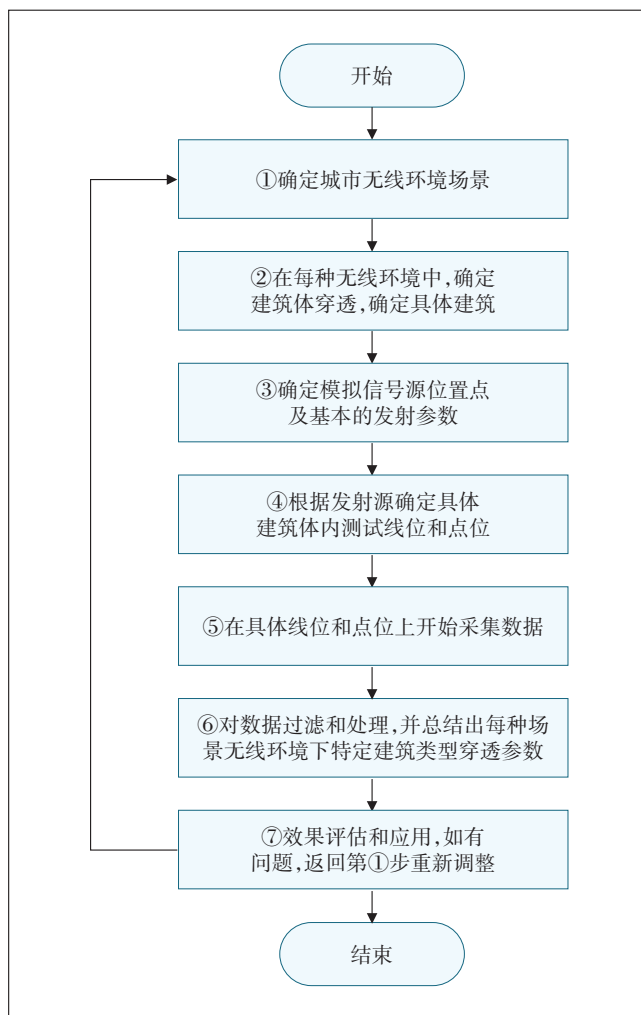 开始
①确定城市无线环境场景
②在每种无线环境中,确定
建筑体穿透,确定具体建筑
③确定模拟信号源位置点
及基本的发射参数
④根据发射源确定具体
建筑体内测试线位和点位
⑤在具体线位和点位上开始采集数据
⑥对数据过滤和处理,并总结出每种场
景无线环境下特定建筑类型穿透参数
⑦效果评估和应用,如有
问题,返回第①步重新调整
结束